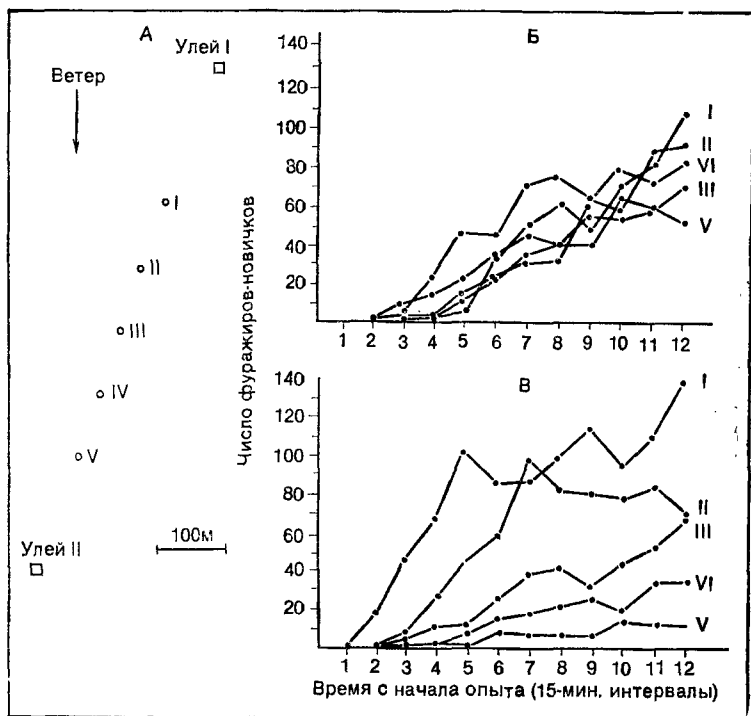 А
Улей I
Ветер
I
II
III
IV
V
100м
Улей II
Число фуражиров-новичков
Б
140
120
100
80
60
40
20
I
II
VI
III
V
1 2 3 4 5 6 7 8 9 10 11 12
В
140
120
100
80
60
40
20
I
II
III
VI
V
1 2 3 4 5 6 7 8 9 10 11 12
Время с начала опыта (15-мин. интервалы)